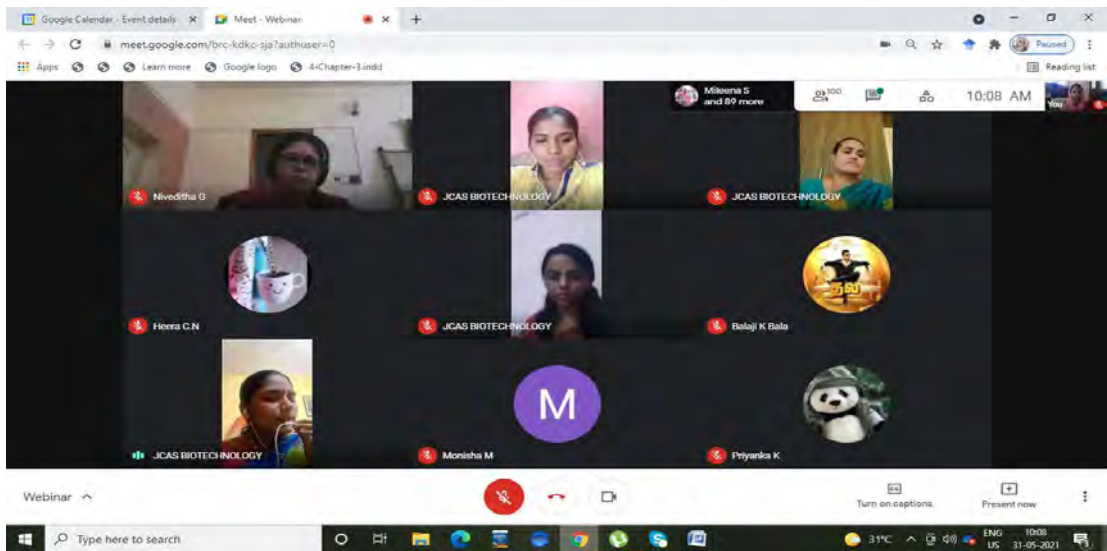 Google Calendar - Event details
Meet - Webinar
meet.google.com/brc-kdkc-sja?authuser=0
Paused
Apps
Learn more
Google logo
4-Chapter-3.indd
Reading list
Mileena S
and 89 more
100
10:08 AM
You
Niveditha G
JCAS BIOTECHNOLOGY
JCAS BIOTECHNOLOGY
Heera C.N
JCAS BIOTECHNOLOGY
தல
Balaji K Bala
JCAS BIOTECHNOLOGY
M
Monisha M
Priyanka K
Webinar
Turn on captions
Present now
Type here to search
31°C
ENG
US
10:08
31-05-2021